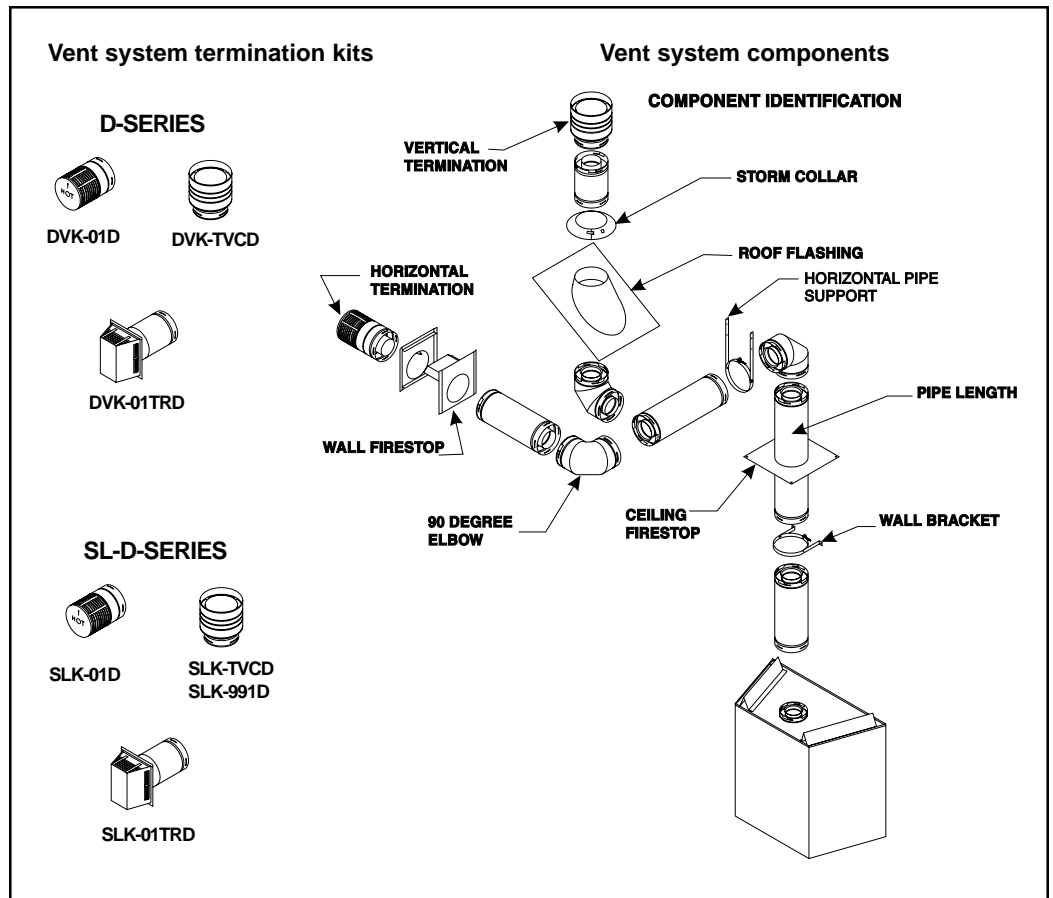 Vent system termination kits
Vent system components
COMPONENT IDENTIFICATION
D-SERIES
HOT
DVK-01D
DVK-TVCD
DVK-01TRD
SL-D-SERIES
HOT
SLK-01D
SLK-TVCD
SLK-991D
SLK-01TRD
VERTICAL
TERMINATION
STORM COLLAR
ROOF FLASHING
HORIZONTAL
TERMINATION
HORIZONTAL PIPE
SUPPORT
PIPE LENGTH
WALL FIRESTOP
90 DEGREE
ELBOW
CEILING
FIRESTOP
WALL BRACKET